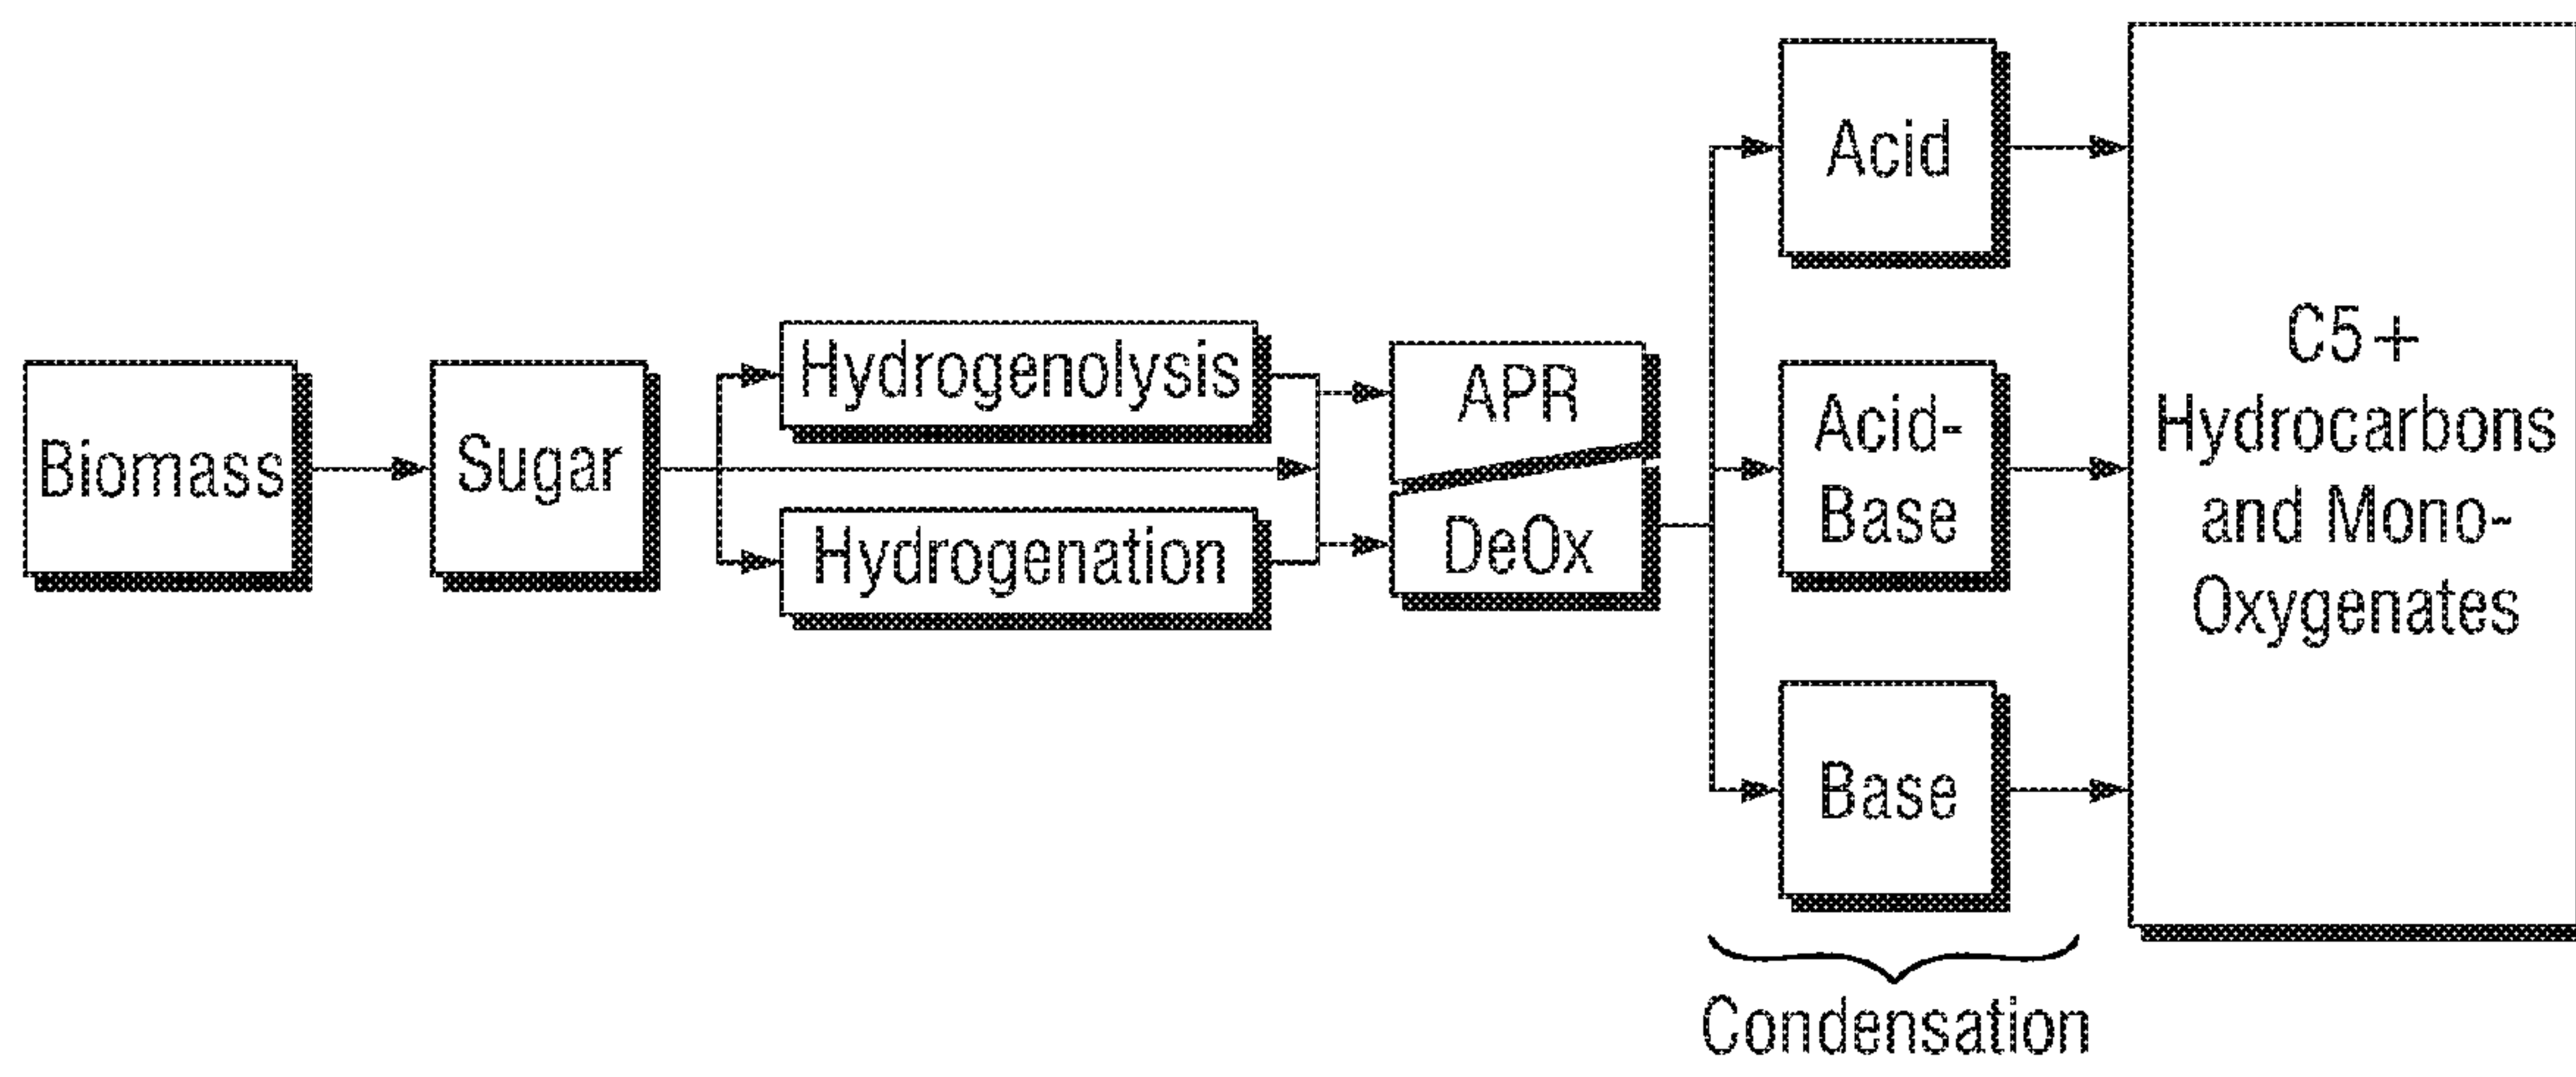 Biomass
Sugar
Hydrogenolysis
Hydrogenation
APR
DeOx
Acid
Acid-
Base
Base
Condensation
C5+
Hydrocarbons
and Mono-
Oxygenates